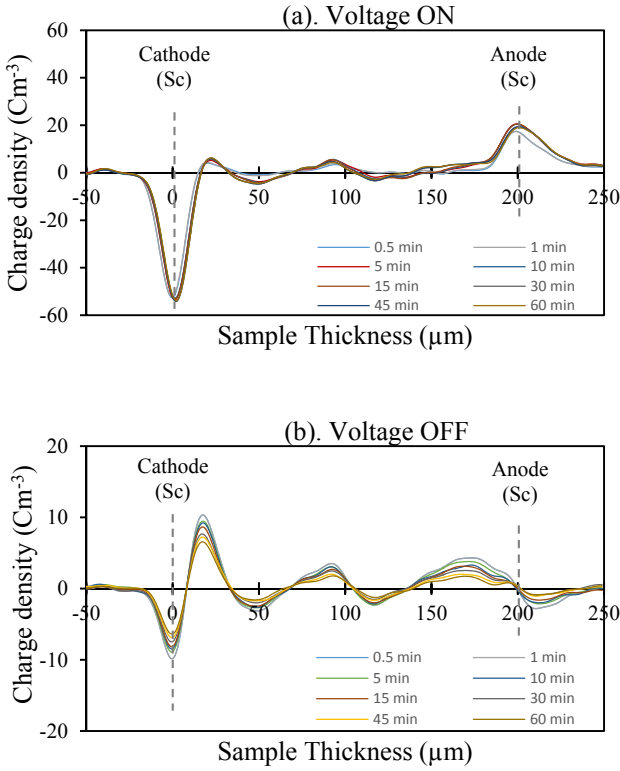 (a). Voltage ON
60
40
20
0
-20
-40
-60
-50 0 50 100 150 200 250
Charge density (Cm⁻³)
Cathode
(Sc)
Anode
(Sc)
0.5 min 1 min
5 min 10 min
15 min 30 min
45 min 60 min
Sample Thickness (µm)
(b). Voltage OFF
20
10
0
-10
-20
-50 0 50 100 150 200 250
Charge density (Cm⁻³)
Cathode
(Sc)
Anode
(Sc)
0.5 min 1 min
5 min 10 min
15 min 30 min
45 min 60 min
Sample Thickness (µm)